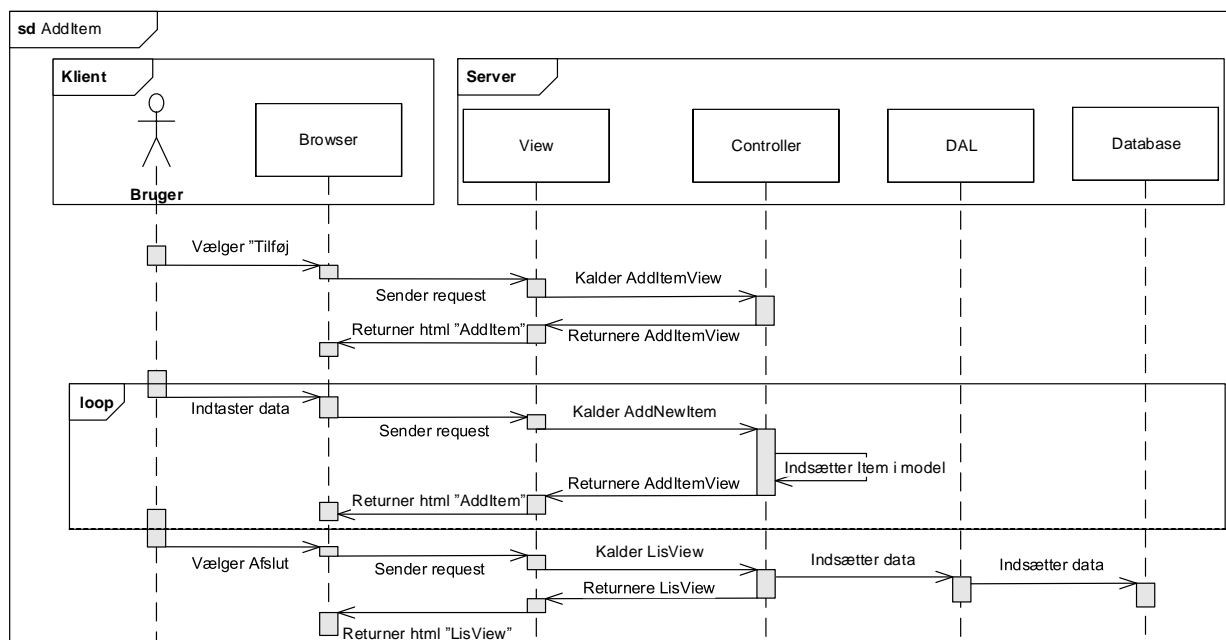 sd AddItem
Klient
Server
Browser
View
Controller
DAL
Database
Bruger
Vælger ”Tilføj
Sender request
Kalder AddItemView
Returner html ”AddItem”
Returnere AddItemView
loop
Indtaster data
Sender request
Kalder AddNewItem
Indsætter Item i model
Returnere AddItemView
Returner html ”AddItem”
Vælger Afslut
Sender request
Kalder LisView
Indsætter data
Indsætter data
Returnere LisView
Returner html ”LisView”